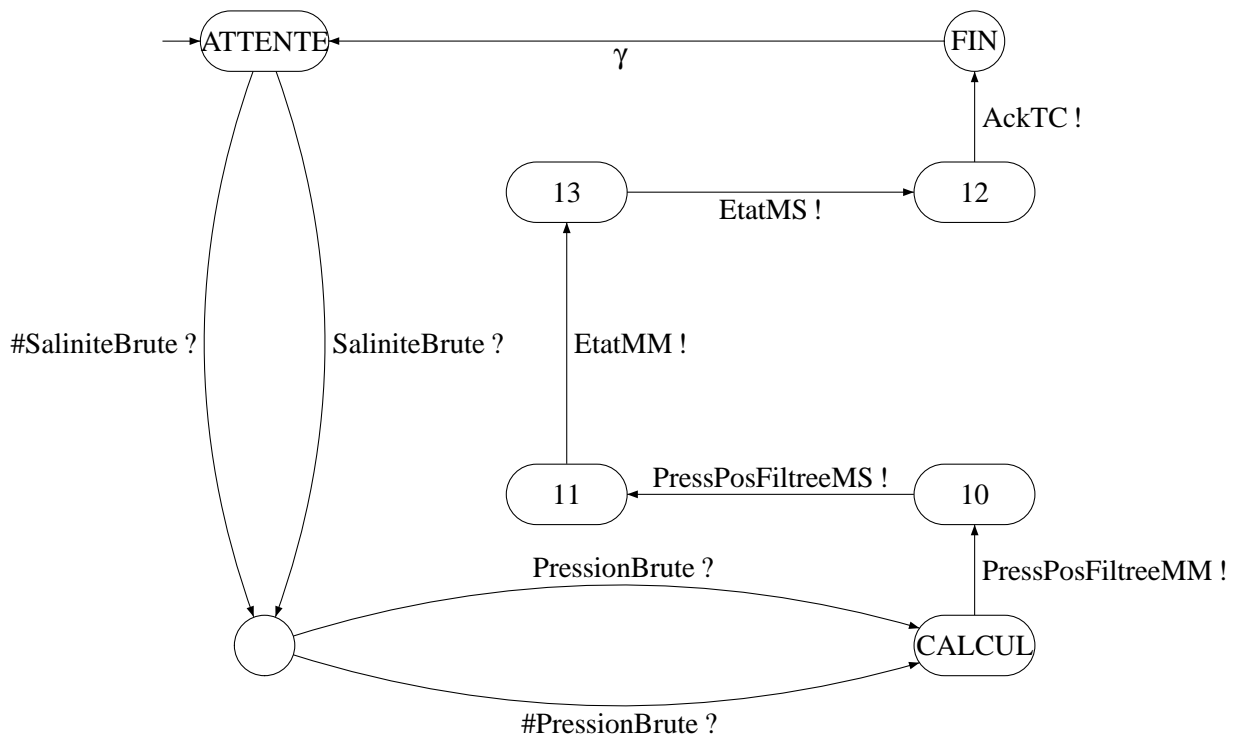 ATTENTE
FIN
γ
AckTC !
13
12
EtatMS !
#SaliniteBrute ?
SaliniteBrute ?
EtatMM !
PressPosFiltreeMS !
11
10
PressionBrute ?
PressPosFiltreeMM !
CALCUL
#PressionBrute ?